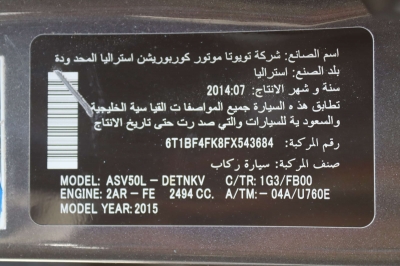 اسم الصانع: شركة تويوتا موتور كوربوريشن استراليا المحدودة
بلد الصنع: استراليا
سنة و شهر الانتاج: 2014:07
تطابق هذه السيارة جميع المواصفات القياسية الخليجية
والسعودية للسيارات والتي صدرت حتى تاريخ الانتاج
رقم المركبة: 6T1BF4FK8FX543684
صنف المركبة: سيارة ركاب
MODEL: ASV50L – DETNKV C/TR: 1G3/FB00
ENGINE: 2AR – FE 2494 CC. A/TM: –04A/U760E
MODEL YEAR: 2015